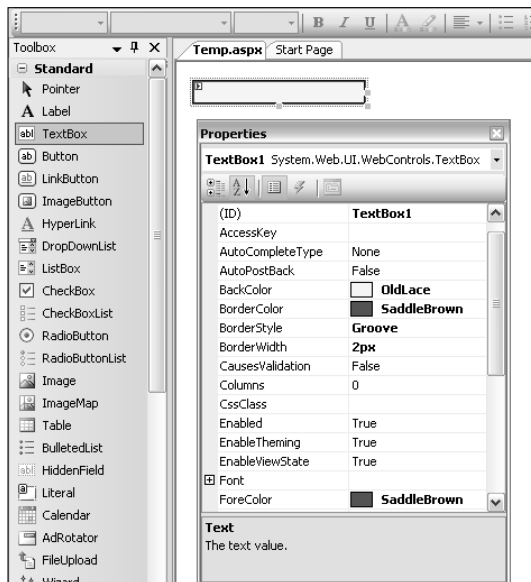 B I U A
Toolbox
Temp.aspx Start Page
Standard
Pointer
A Label
abl TextBox
ab Button
ab LinkButton
ImageButton
A HyperLink
DropDownList
ListBox
CheckBox
CheckBoxList
RadioButton
RadioButtonList
Image
ImageMap
Table
BulletedList
abl HiddenField
Literal
Calendar
AdRotator
FileUpload
Wizard
Properties
TextBox1 System.Web.UI.WebControls.TextBox
(ID) TextBox1
AccessKey
AutoCompleteType None
AutoPostBack False
BackColor OldLace
BorderColor SaddleBrown
BorderStyle Groove
BorderWidth 2px
CausesValidation False
Columns 0
CssClass
Enabled True
EnableTheming True
EnableViewState True
Font
ForeColor SaddleBrown
Text
The text value.